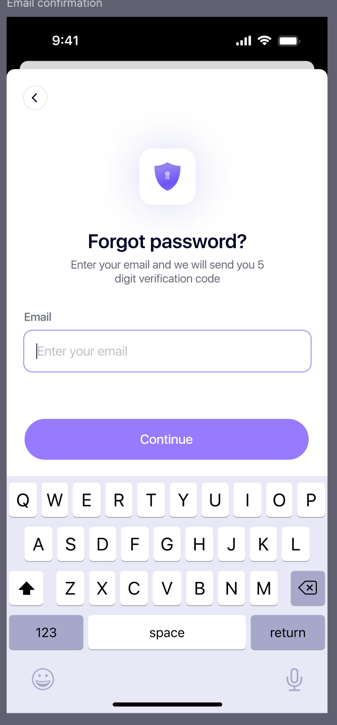 Email confirmation
9:41
Forgot password?
Enter your email and we will send you 5
digit verification code
Email
Enter your email
Continue
Q W E R T Y U I O P
A S D F G H J K L
Z X C V B N M
123 space return